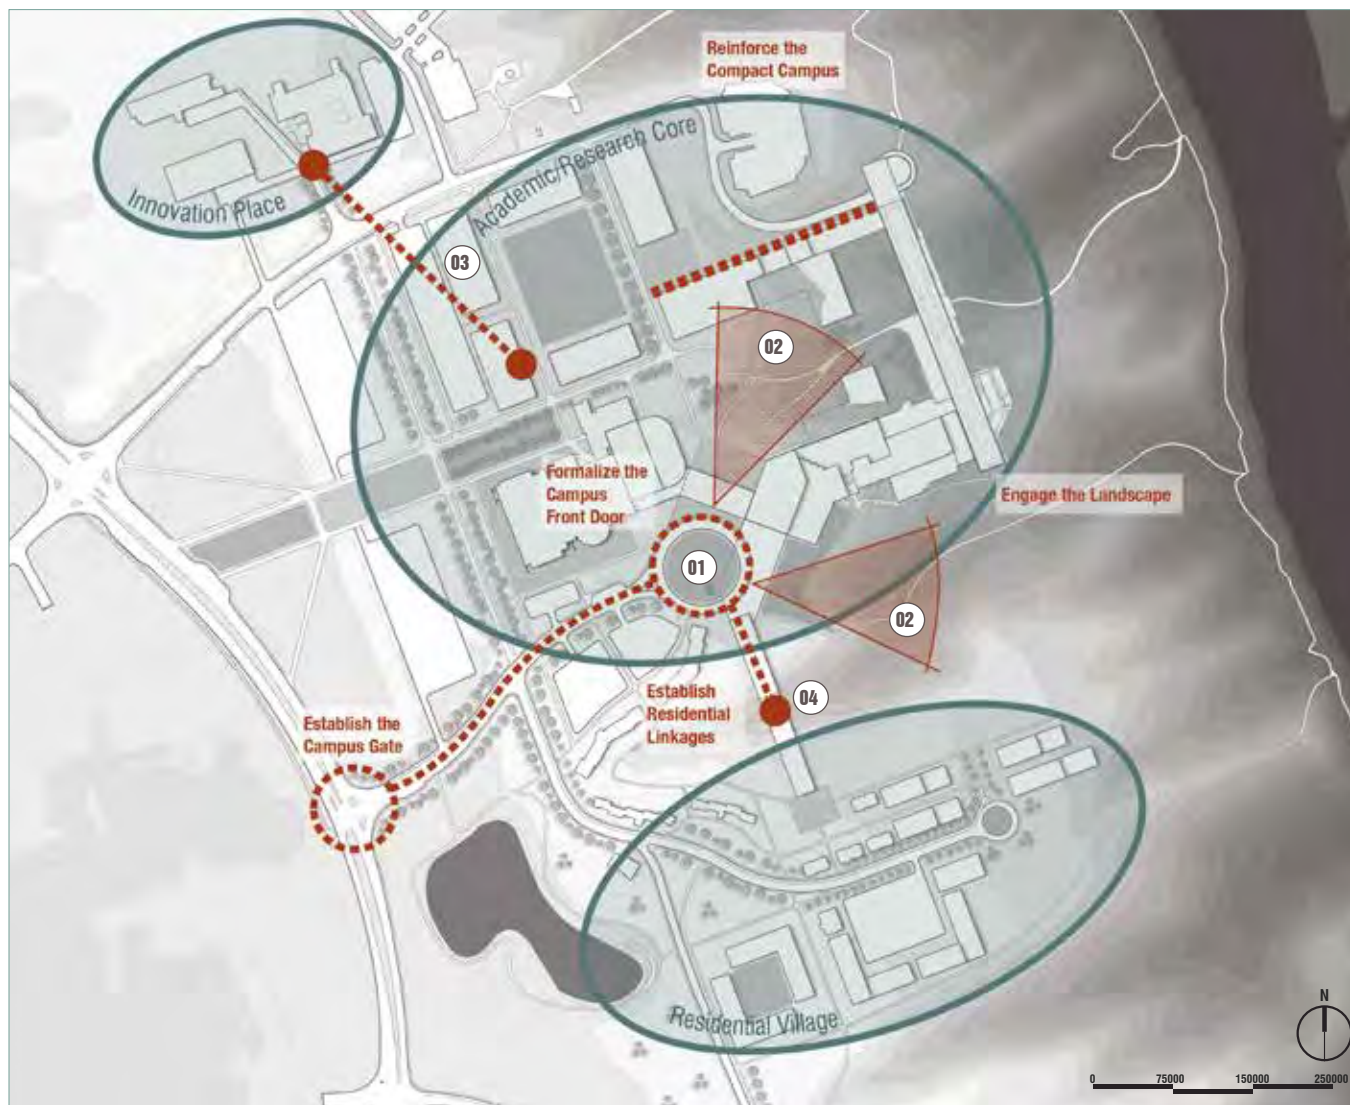 Reinforce the
Compact Campus
Academic/Research Core
Innovation Place
03
02
Formalize the
Campus
Front Door
Engage the Landscape
01
02
Establish
Residential
Linkages
04
Establish the
Campus Gate
Residential Village
N
0 75000 150000 250000